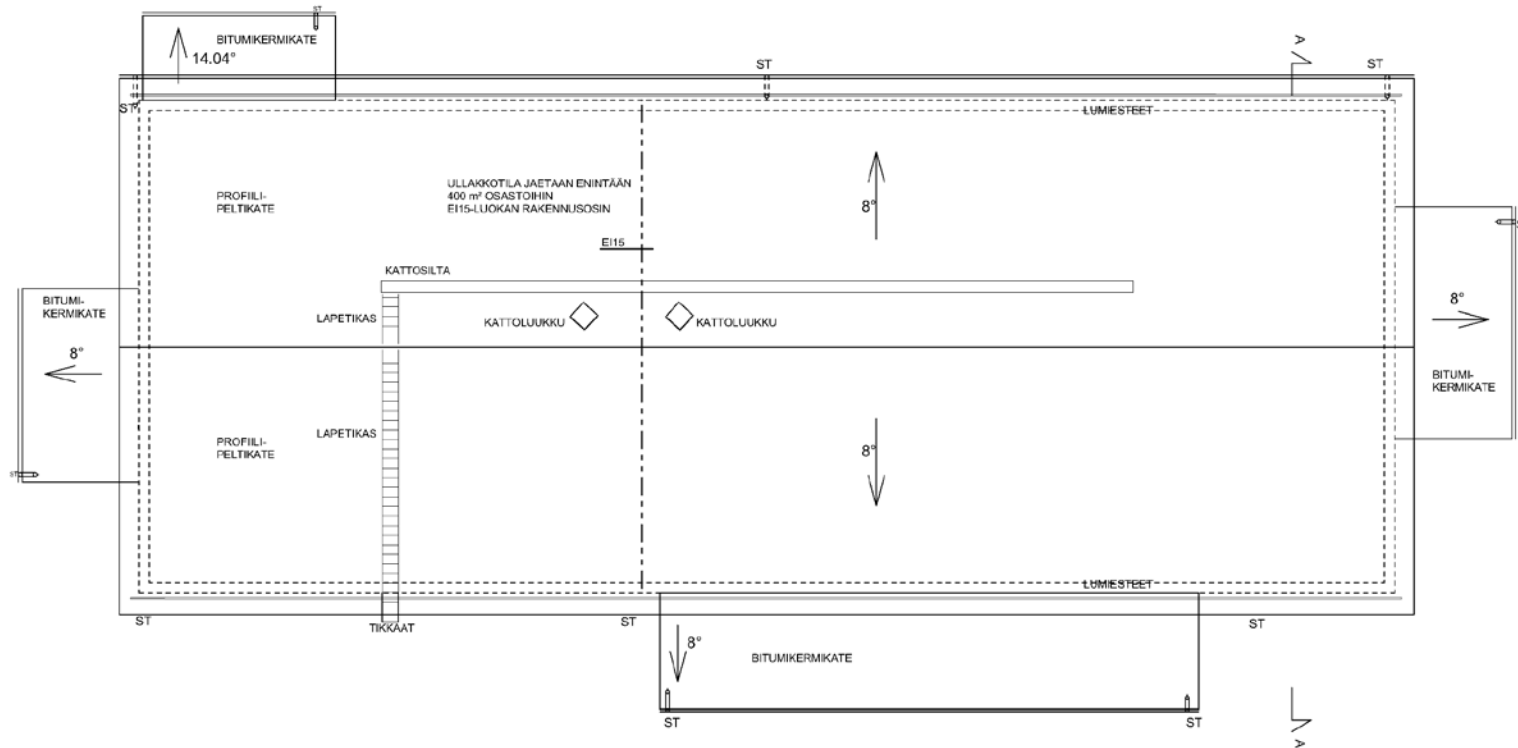 ST
BITUMIKERMIKATE
14.04°
ST
ST
A
ST
LUMIESTEET
PROFIILI-
PELTIKATE
ULLAKKOTILA JAETAAN ENINTÄÄN
400 m² OSASTOIHIN
EI15-LUOKAN RAKENNUSOSIN
8°
EI15
KATTOSILTA
BITUMI-
KERMIKATE
LAPETIKAS
KATTOLUUKKU
KATTOLUUKKU
8°
8°
BITUMI-
KERMIKATE
PROFIILI-
PELTIKATE
LAPETIKAS
8°
ST
LUMIESTEET
ST
TIKKAAT
ST
ST
8°
BITUMIKERMIKATE
ST
ST
A